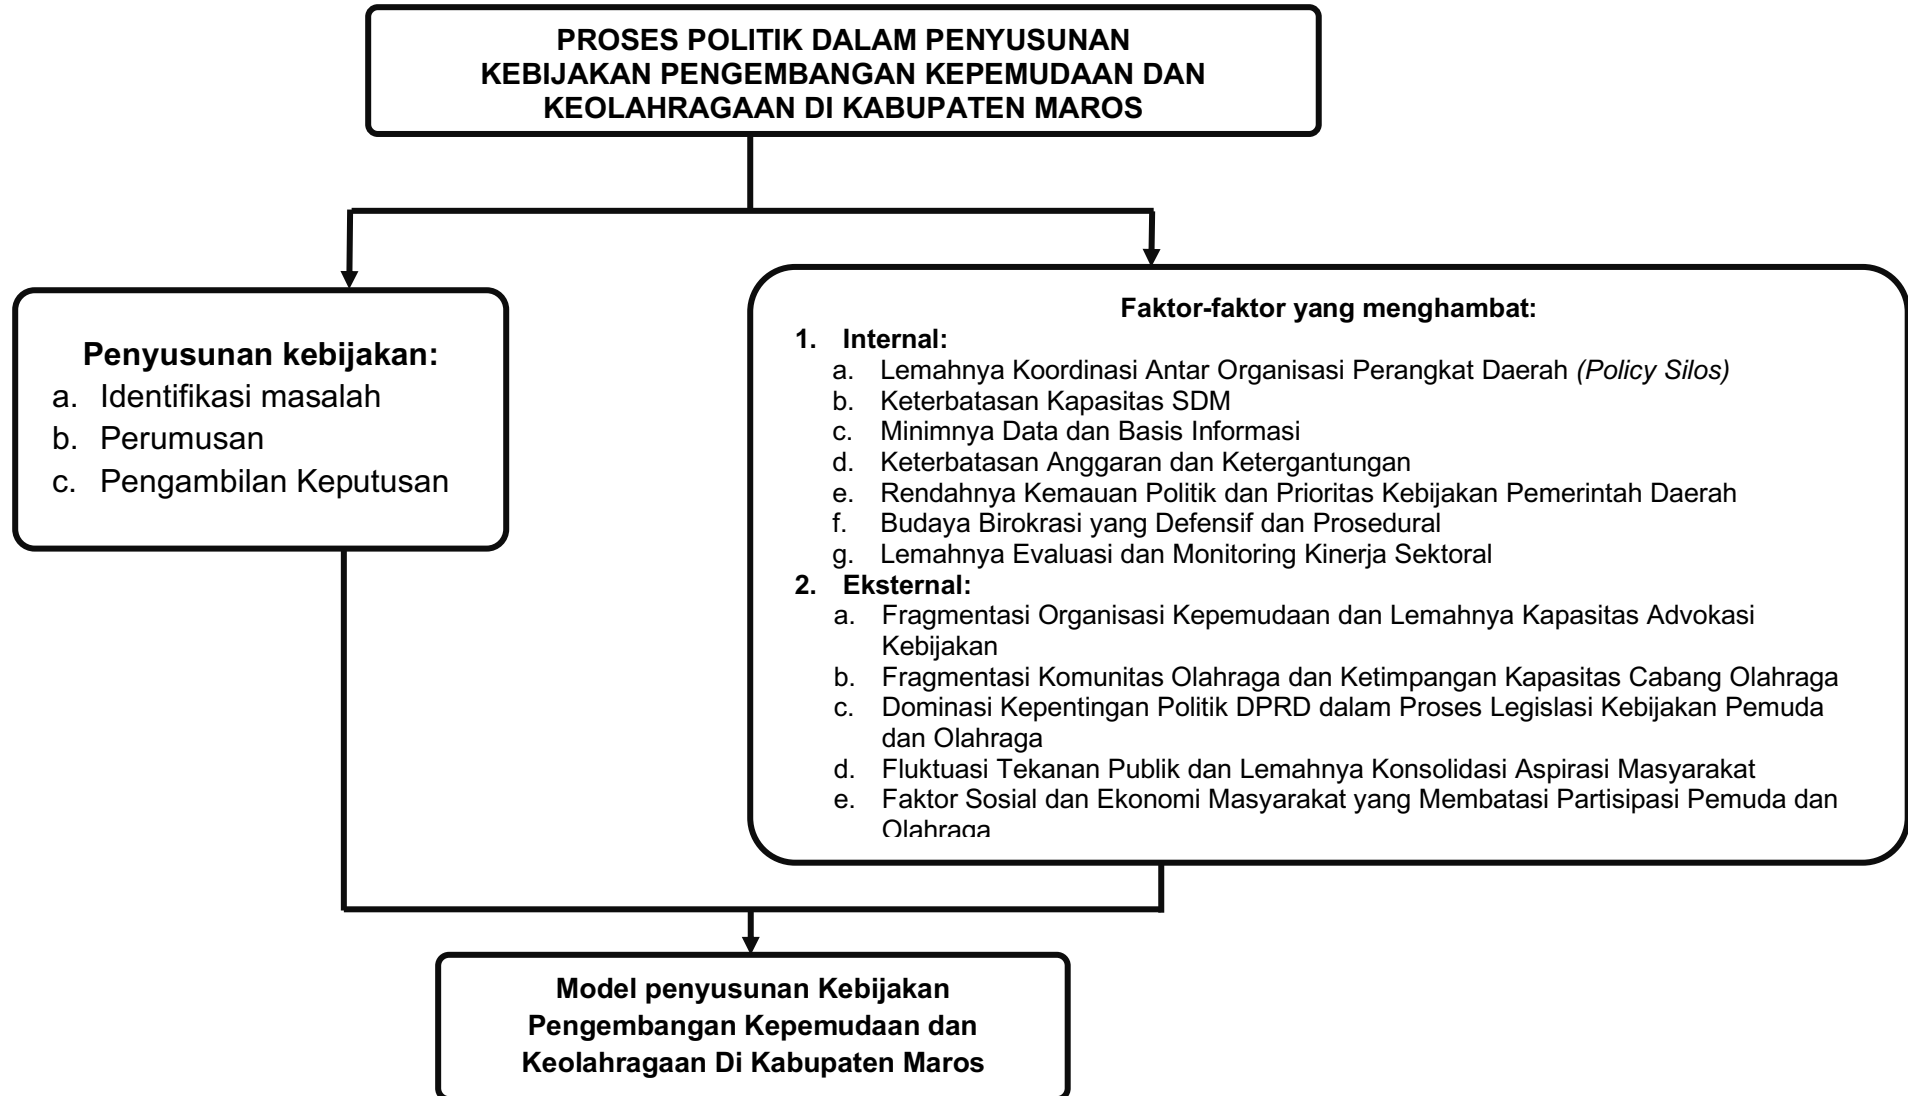 PROSES POLITIK DALAM PENYUSUNAN
KEBIJAKAN PENGEMBANGAN KEPEMUDAAN DAN
KEOLAHRAGAAN DI KABUPATEN MAROS
Penyusunan kebijakan:
a. Identifikasi masalah
b. Perumusan
c. Pengambilan Keputusan
Faktor-faktor yang menghambat:
1. Internal:
a. Lemahnya Koordinasi Antar Organisasi Perangkat Daerah (Policy Silos)
b. Keterbatasan Kapasitas SDM
c. Minimnya Data dan Basis Informasi
d. Keterbatasan Anggaran dan Ketergantungan
e. Rendahnya Kemauan Politik dan Prioritas Kebijakan Pemerintah Daerah
f. Budaya Birokrasi yang Defensif dan Prosedural
g. Lemahnya Evaluasi dan Monitoring Kinerja Sektoral
2. Eksternal:
a. Fragmentasi Organisasi Kepemudaan dan Lemahnya Kapasitas Advokasi
Kebijakan
b. Fragmentasi Komunitas Olahraga dan Ketimpangan Kapasitas Cabang Olahraga
c. Dominasi Kepentingan Politik DPRD dalam Proses Legislasi Kebijakan Pemuda
dan Olahraga
d. Fluktuasi Tekanan Publik dan Lemahnya Konsolidasi Aspirasi Masyarakat
e. Faktor Sosial dan Ekonomi Masyarakat yang Membatasi Partisipasi Pemuda dan
Olahraga
Model penyusunan Kebijakan
Pengembangan Kepemudaan dan
Keolahragaan Di Kabupaten Maros